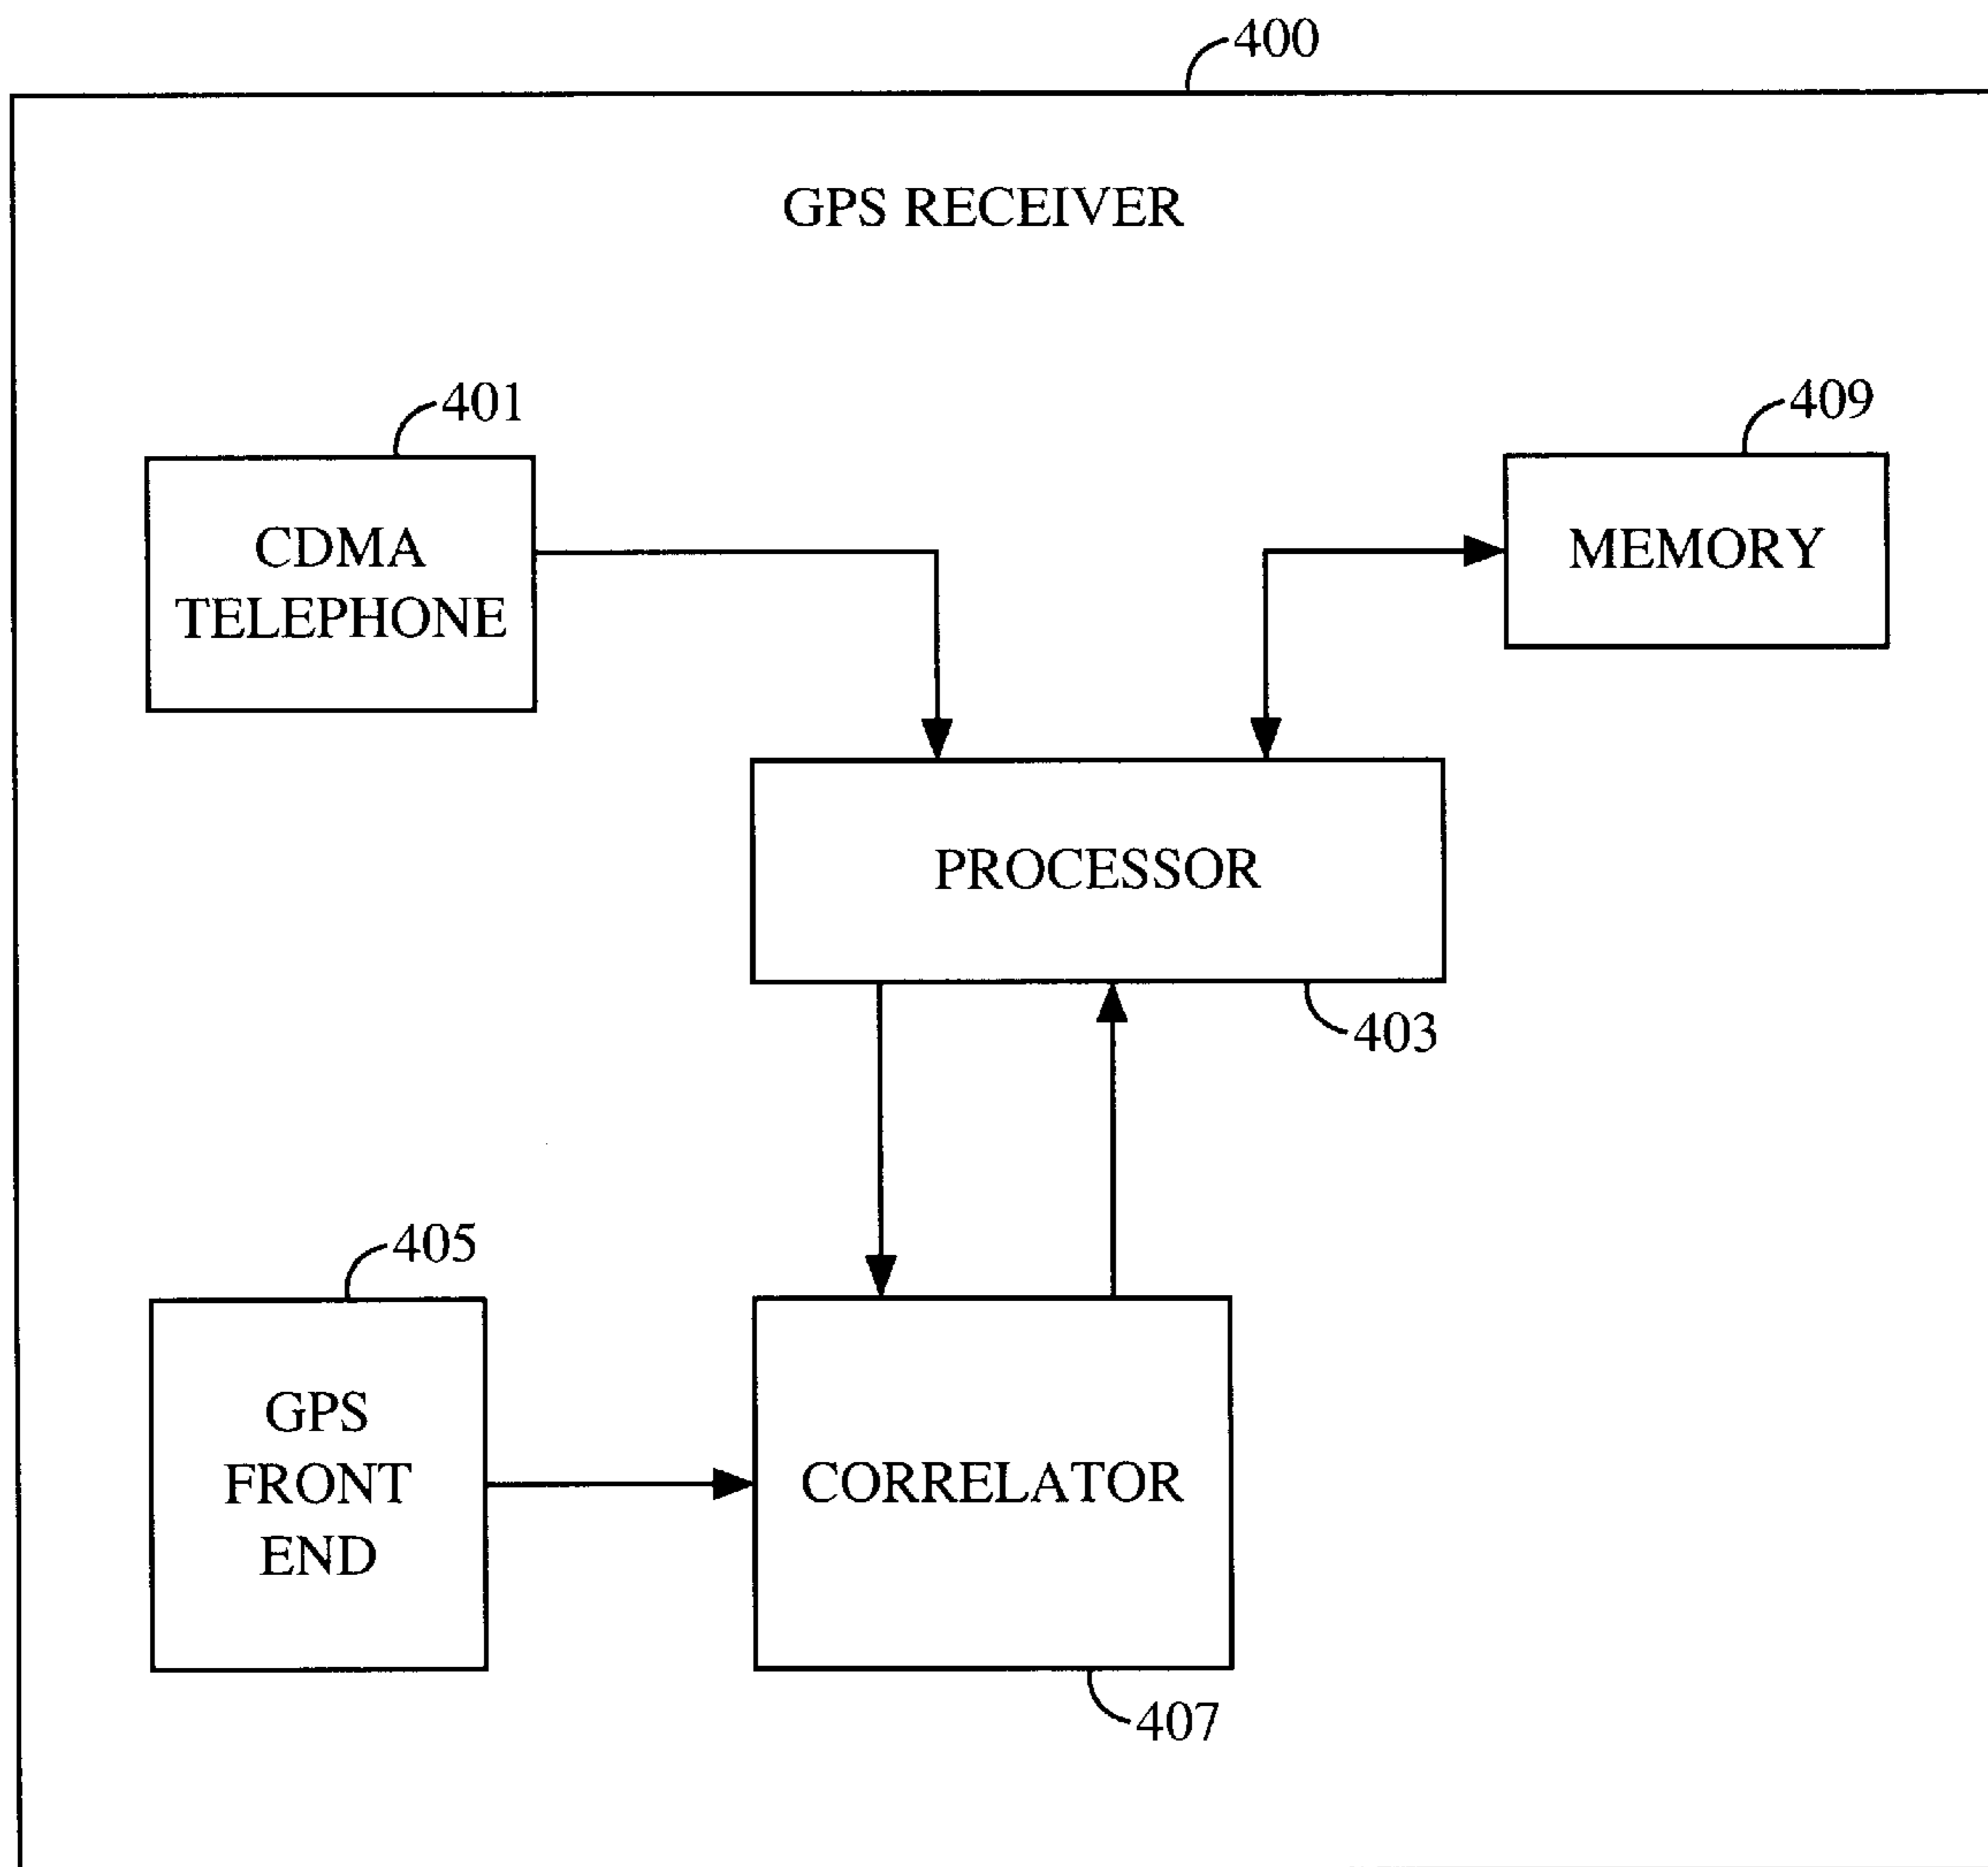 400
GPS RECEIVER
401
409
CDMA
TELEPHONE
MEMORY
PROCESSOR
403
405
GPS
FRONT
END
CORRELATOR
407